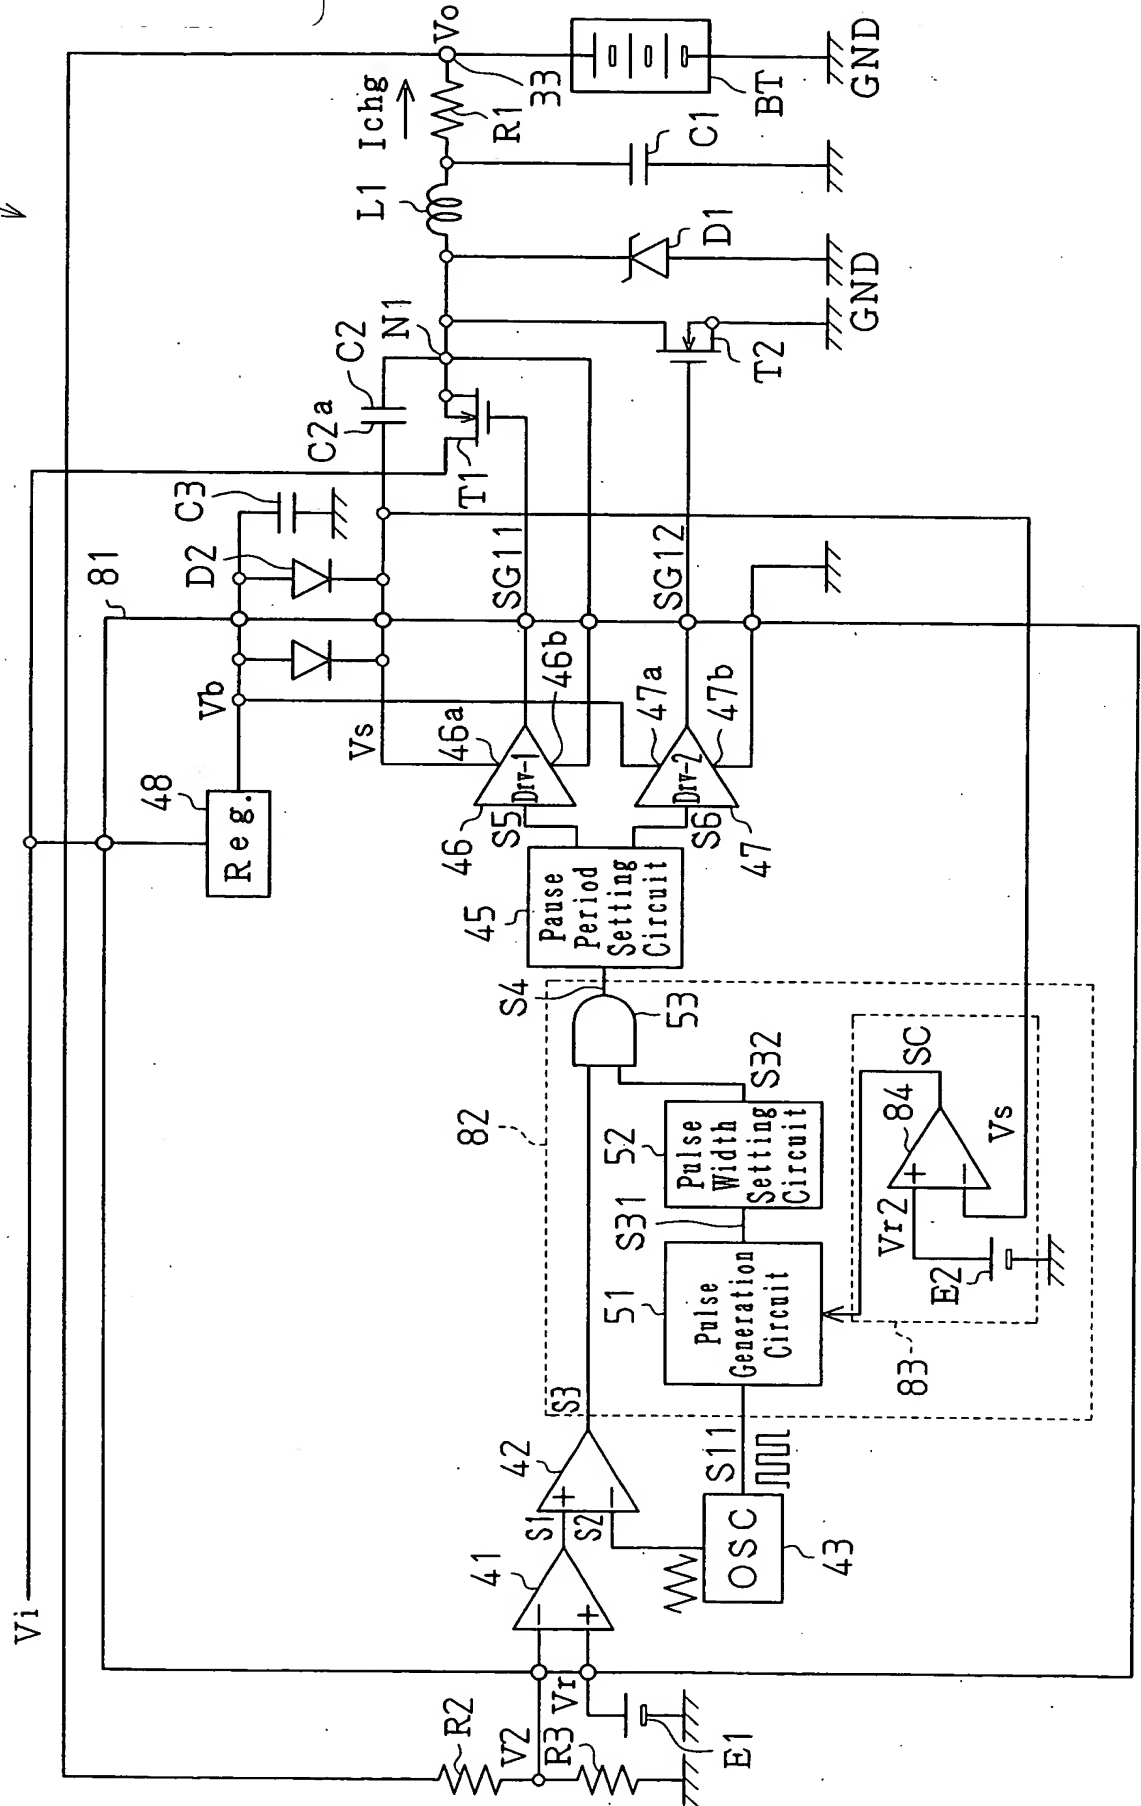 Vi
81
48
Reg.
Vb
D2
C3
Vs
C2a
C2
N1
L1
Ichg
Vo
33
R1
BT
GND
C1
D1
GND
T1
T2
SG11
SG12
46a
46b
47a
47b
46
Drv-1
S5
47
Drv-2
S6
45
Pause
Period
Setting
Circuit
S4
53
82
S3
42
+
−
S1
S2
41
−
+
OSC
43
S11
51
Pulse
Generation
Circuit
S31
52
Pulse
Width
Setting
Circuit
S32
83
84
+
−
SC
Vr2
Vs
E2
R2
V2
R3
Vr
E1